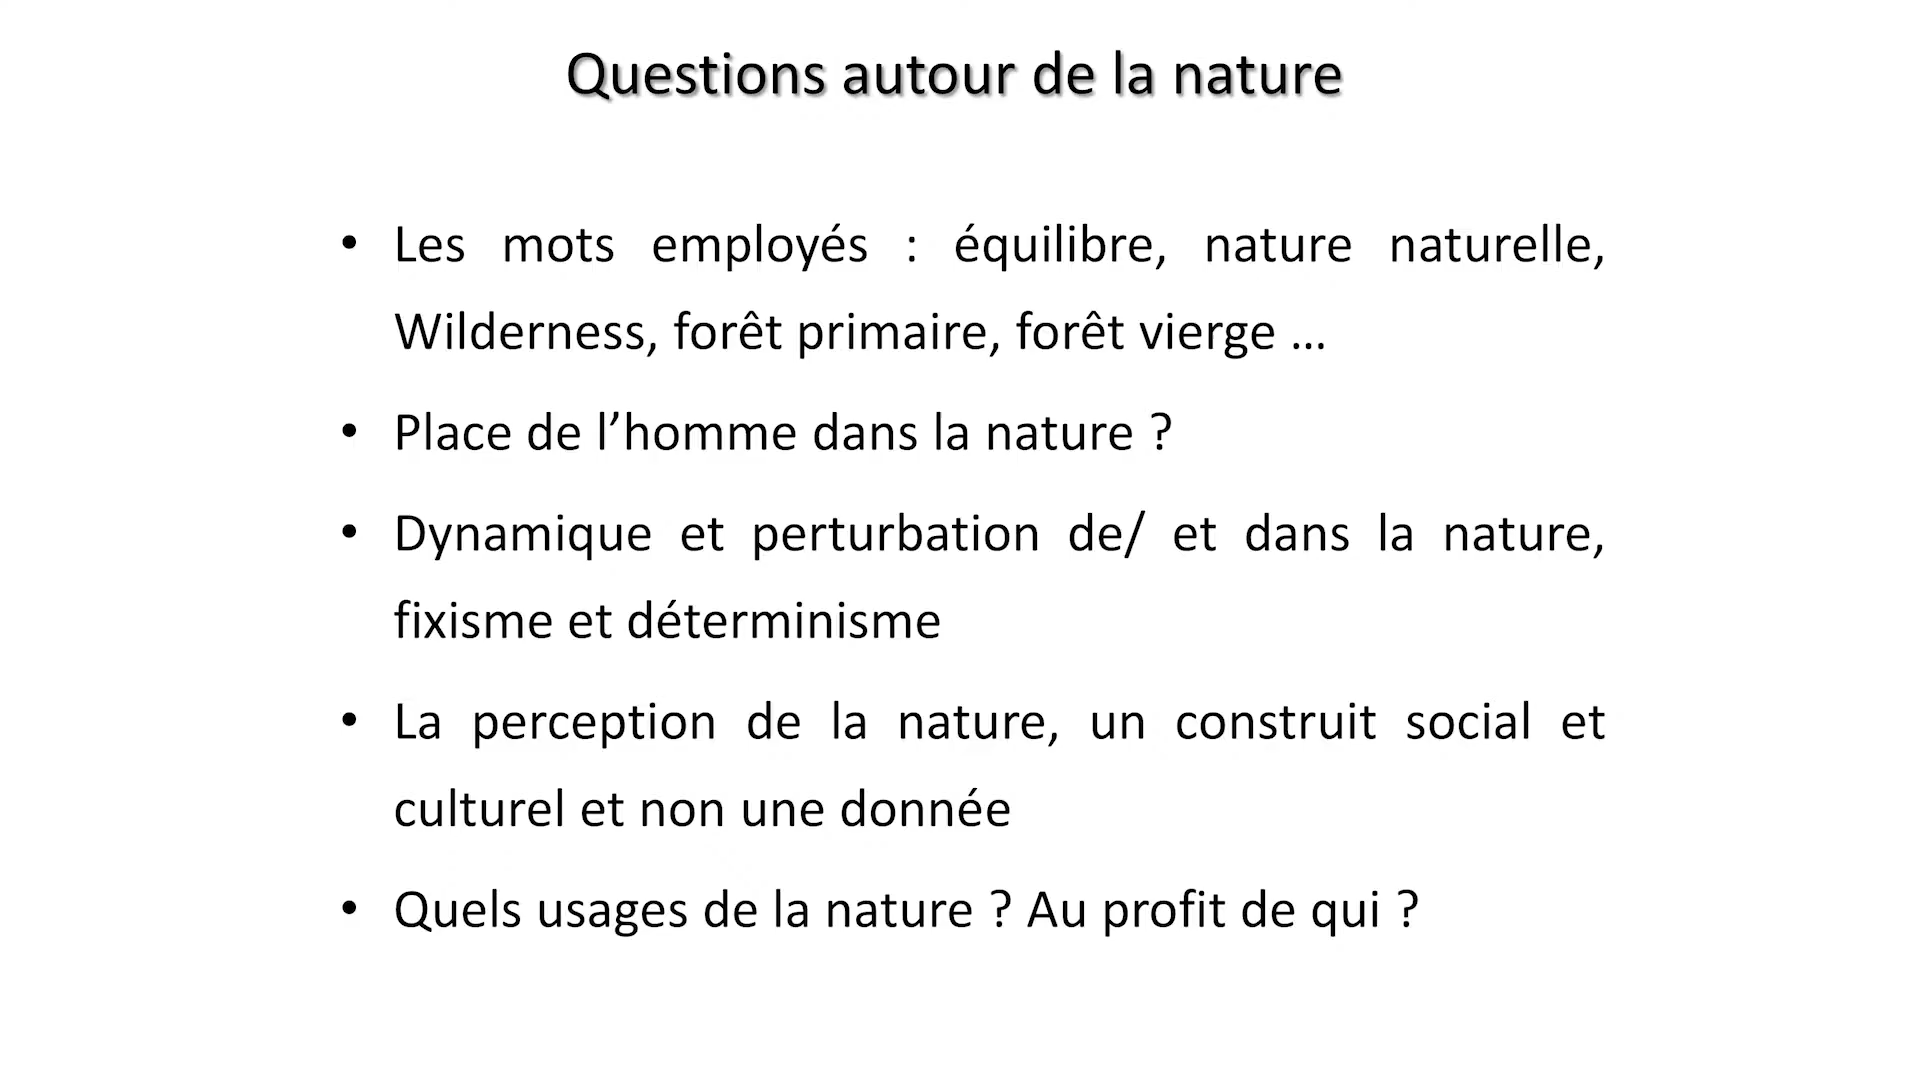 Questions autour de la nature
• Les mots employés : équilibre, nature naturelle,
Wilderness, forêt primaire, forêt vierge ...
• Place de l’homme dans la nature ?
• Dynamique et perturbation de/ et dans la nature,
fixisme et déterminisme
• La perception de la nature, un construit social et
culturel et non une donnée
• Quels usages de la nature ? Au profit de qui ?